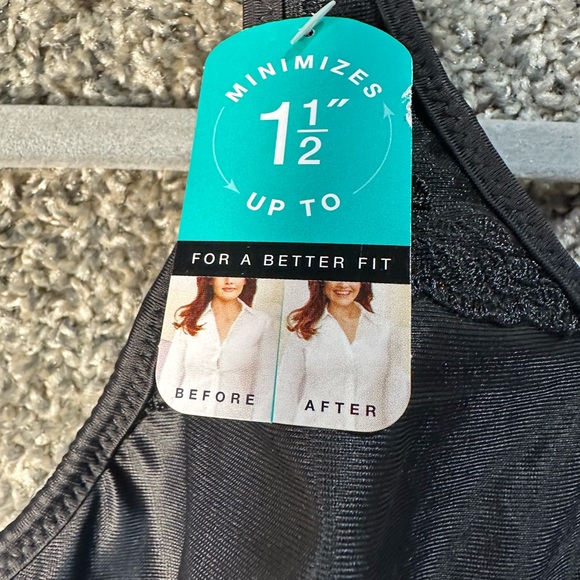 MINIMIZES
1 1/2"
UP TO
FOR A BETTER FIT
BEFORE
AFTER